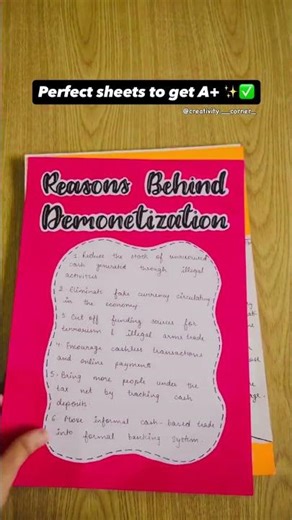 Perfect sheets to get A+ ✨✅
@creativity___corner_
Reasons Behind
Demonetization
1. Reduce the stock of unaccounted
cash generated through illegal
activities
2. Eliminate fake currency circulating
in the economy
3. Cut off funding sources for
terrorism & illegal arms trade
4. Encourage cashless transactions
and online payment
5. Bring more people under the
tax net by tracking cash
deposits
6. Move informal cash-based trade
into formal banking system